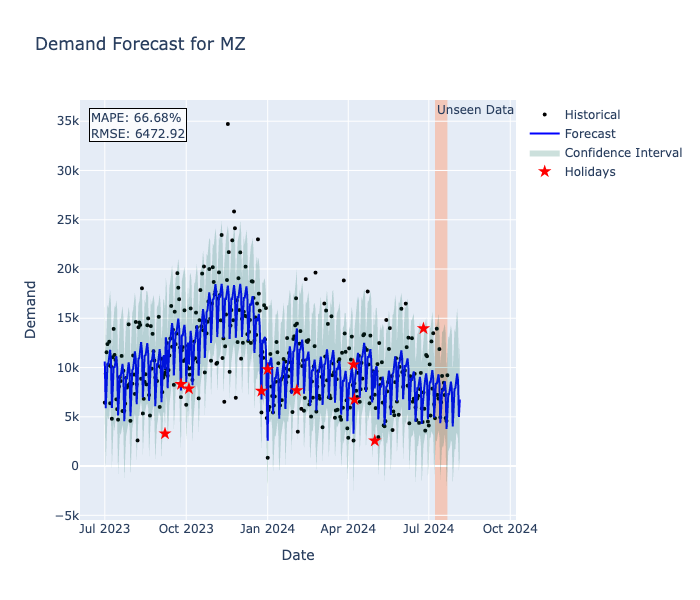 Demand Forecast for MZ
Unseen Data
MAPE: 66.68%
RMSE: 6472.92
Historical
Forecast
Confidence Interval
Holidays
35k
30k
25k
20k
15k
10k
5k
0
−5k
Demand
Jul 2023
Oct 2023
Jan 2024
Apr 2024
Jul 2024
Oct 2024
Date